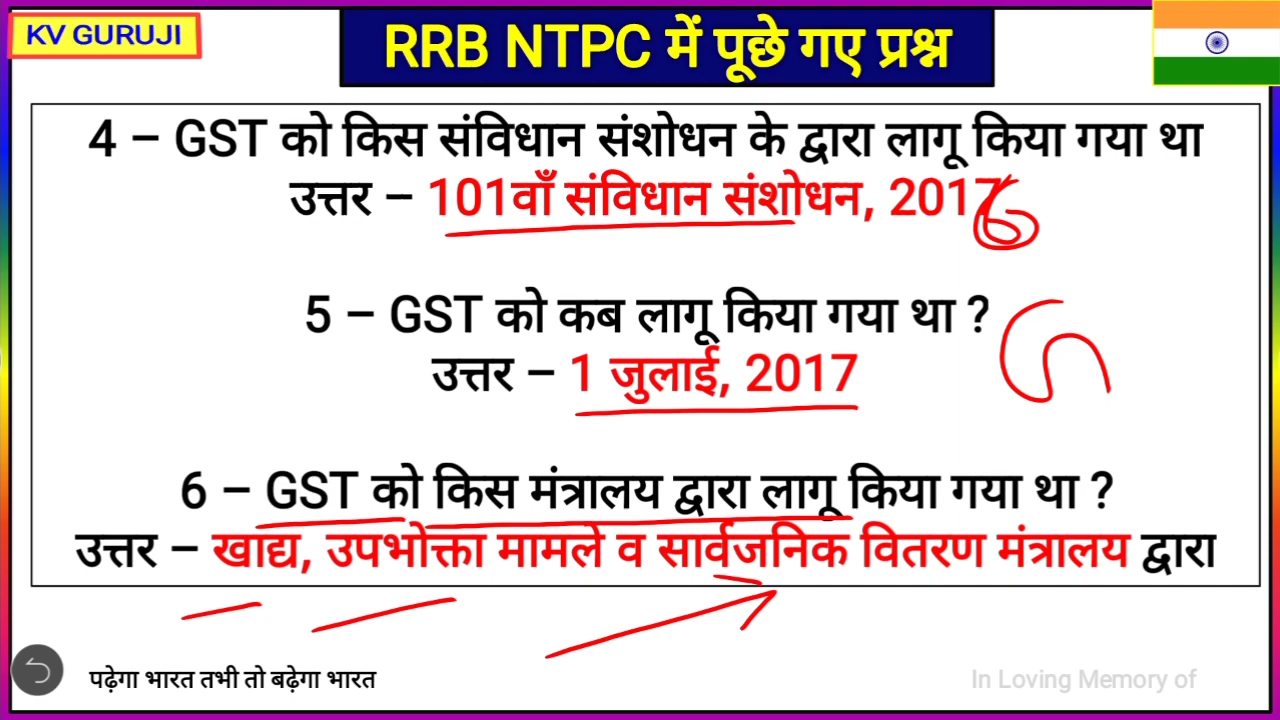 KV GURUJI
RRB NTPC में पूछे गए प्रश्न
4 – GST को किस संविधान संशोधन के द्वारा लागू किया गया था
उत्तर – 101वाँ संविधान संशोधन, 2017
6
5 – GST को कब लागू किया गया था ?
उत्तर – 1 जुलाई, 2017
6 – GST को किस मंत्रालय द्वारा लागू किया गया था ?
उत्तर – खाद्य, उपभोक्ता मामले व सार्वजनिक वितरण मंत्रालय द्वारा
पढ़ेगा भारत तभी तो बढ़ेगा भारत
In Loving Memory of